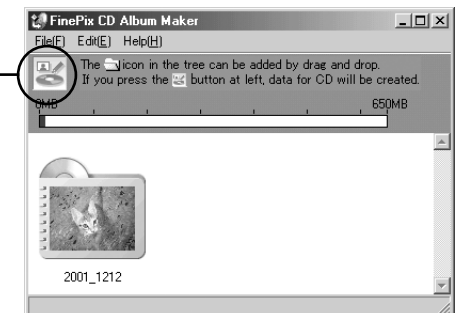 FinePix CD Album Maker
File(F) Edit(E) Help(H)
The icon in the tree can be added by drag and drop.
If you press the button at left, data for CD will be created.
0MB 650MB
2001_1212